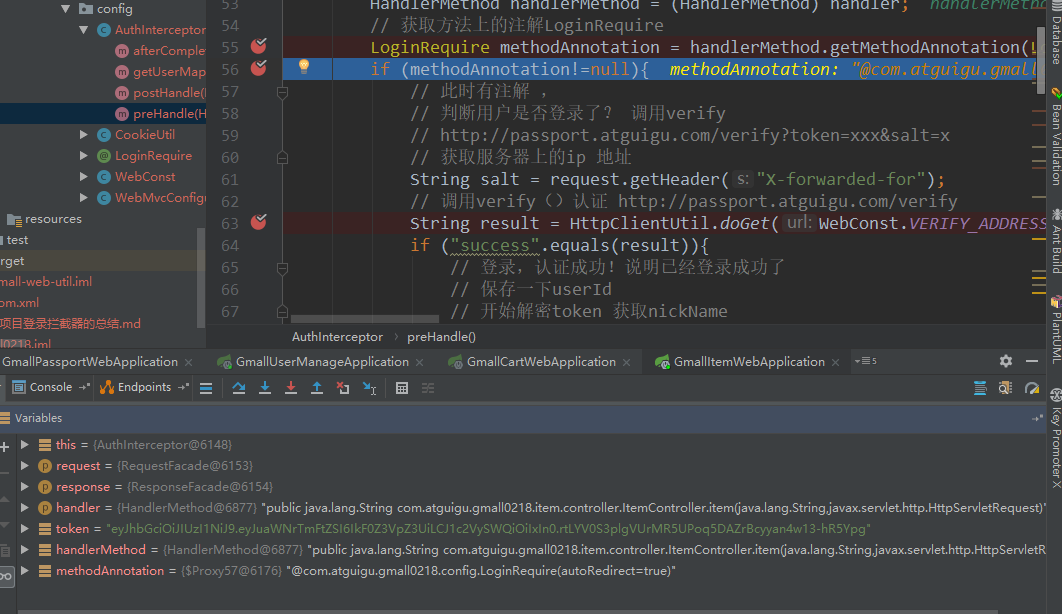 config
AuthInterceptor
afterComple
getUserMap
postHandle(
preHandle(H
CookieUtil
LoginRequire
WebConst
WebMvcConfigu
resources
test
rget
mall-web-util.iml
om.xml
项目登录拦截器的总结.md
l0218.iml
53 HandlerMethod handlerMethod = (HandlerMethod) handler; handlerMetho
54 // 获取方法上的注解LoginRequire
55 LoginRequire methodAnnotation = handlerMethod.getMethodAnnotation(L
56 if (methodAnnotation!=null){ methodAnnotation: "@com.atguigu.gmall
57 // 此时有注解 ，
58 // 判断用户是否登录了？ 调用verify
59 // http://passport.atguigu.com/verify?token=xxx&salt=x
60 // 获取服务器上的ip 地址
61 String salt = request.getHeader( s: "X-forwarded-for");
62 // 调用verify（）认证 http://passport.atguigu.com/verify
63 String result = HttpClientUtil.doGet( url: WebConst.VERIFY_ADDRESS
64 if ("success".equals(result)){
65 // 登录，认证成功！说明已经登录成功了
66 // 保存一下userId
67 // 开始解密token 获取nickName
AuthInterceptor › preHandle()
Database
Bean Validation
Ant Build
PlantUML
Key Promoter X
GmallPassportWebApplication × GmallUserManageApplication × GmallCartWebApplication × GmallItemWebApplication × 5
Console Endpoints
Variables
this = {AuthInterceptor@6148}
request = {RequestFacade@6153}
response = {ResponseFacade@6154}
handler = {HandlerMethod@6877} "public java.lang.String com.atguigu.gmall0218.item.controller.ItemController.item(java.lang.String,javax.servlet.http.HttpServletRequest)"
token = "eyJhbGciOiJIUzI1NiJ9.eyJuaWNrTmFtZSI6IkF0Z3VpZ3UiLCJ1c2VySWQiOiIxIn0.rtLYV0S3plgVUrMR5UPoq5DAZrBcyyan4w13-hR5Ypg"
handlerMethod = {HandlerMethod@6877} "public java.lang.String com.atguigu.gmall0218.item.controller.ItemController.item(java.lang.String,javax.servlet.http.HttpServletR
methodAnnotation = {$Proxy57@6176} "@com.atguigu.gmall0218.config.LoginRequire(autoRedirect=true)"